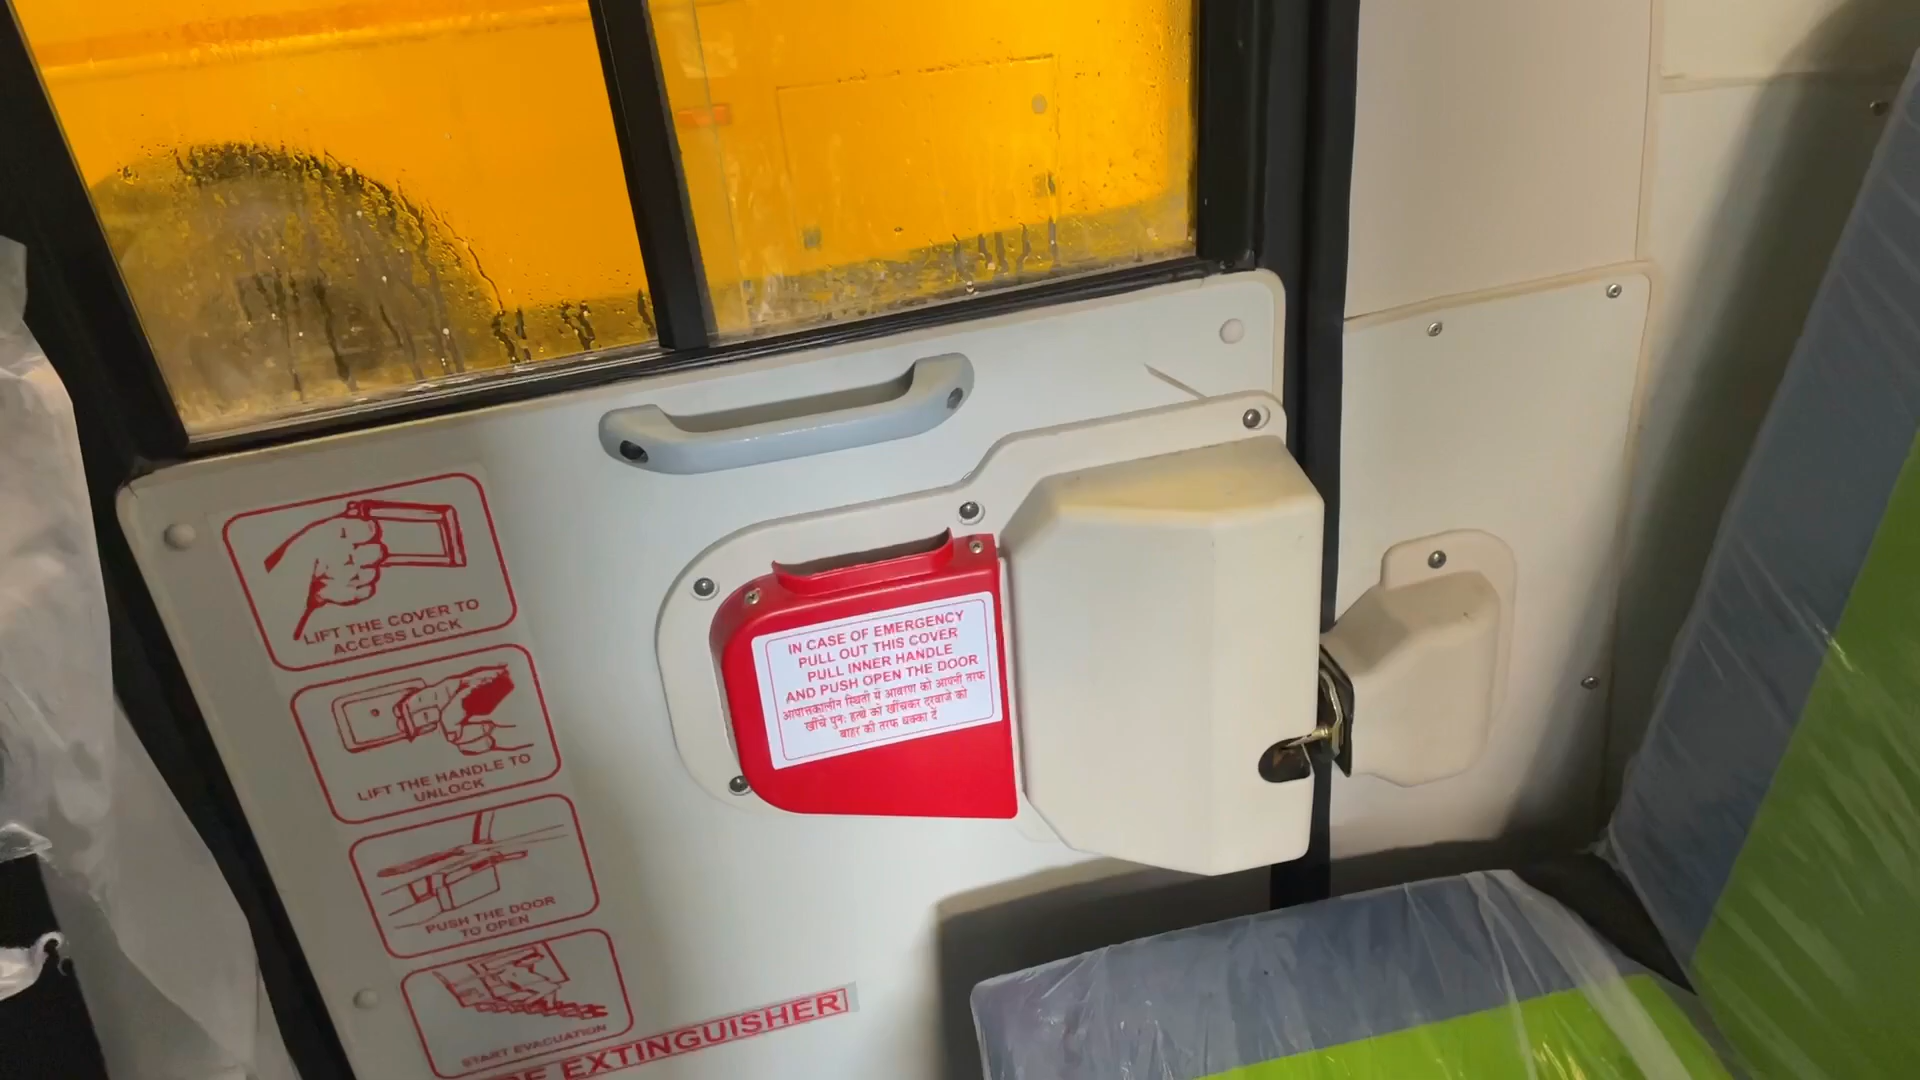 LIFT THE COVER TO
ACCESS LOCK
LIFT THE HANDLE TO
UNLOCK
PUSH THE DOOR
TO OPEN
START EVACUATION
EXTINGUISHER
IN CASE OF EMERGENCY
PULL OUT THIS COVER
PULL INNER HANDLE
AND PUSH OPEN THE DOOR
आपातकालीन स्थिती में आवरण को आपनी तरफ
खींचे पुनः हत्थे को खींचकर दरवाजे को
बाहर की तरफ धक्का दें